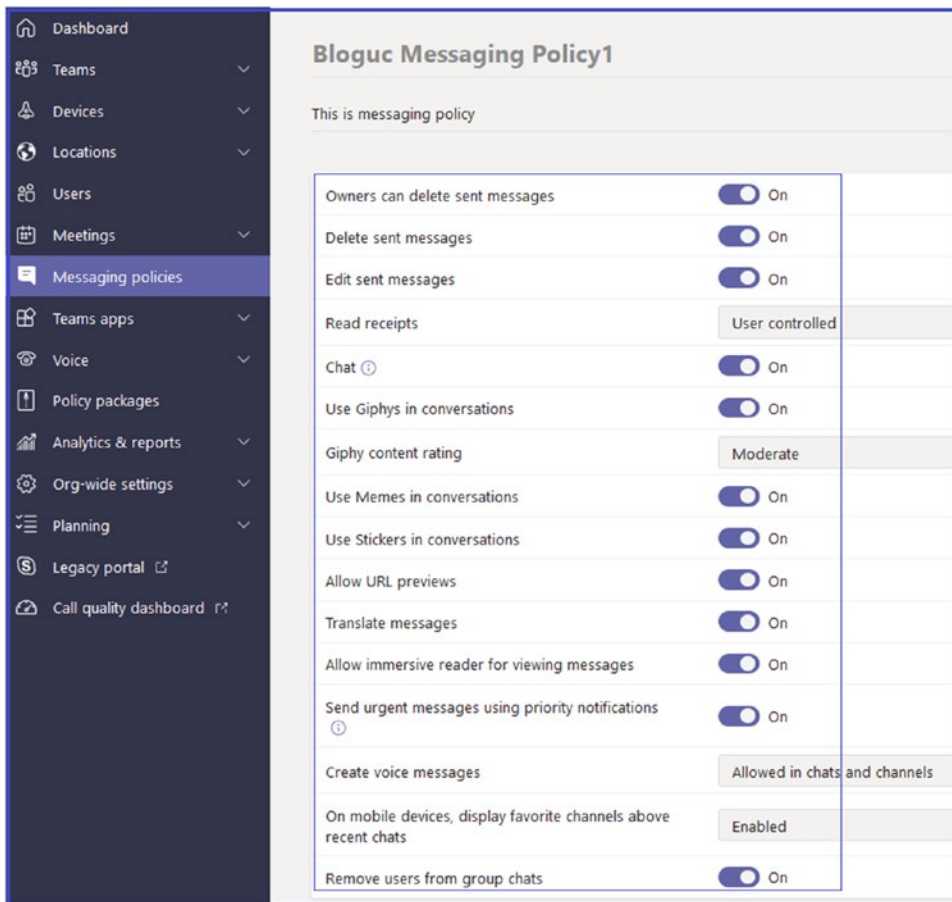 Dashboard
Teams
Devices
Locations
Users
Meetings
Messaging policies
Teams apps
Voice
Policy packages
Analytics & reports
Org-wide settings
Planning
Legacy portal
Call quality dashboard
Bloguc Messaging Policy1
This is messaging policy
Owners can delete sent messages On
Delete sent messages On
Edit sent messages On
Read receipts User controlled
Chat On
Use Giphys in conversations On
Giphy content rating Moderate
Use Memes in conversations On
Use Stickers in conversations On
Allow URL previews On
Translate messages On
Allow immersive reader for viewing messages On
Send urgent messages using priority notifications On
Create voice messages Allowed in chats and channels
On mobile devices, display favorite channels above
recent chats Enabled
Remove users from group chats On